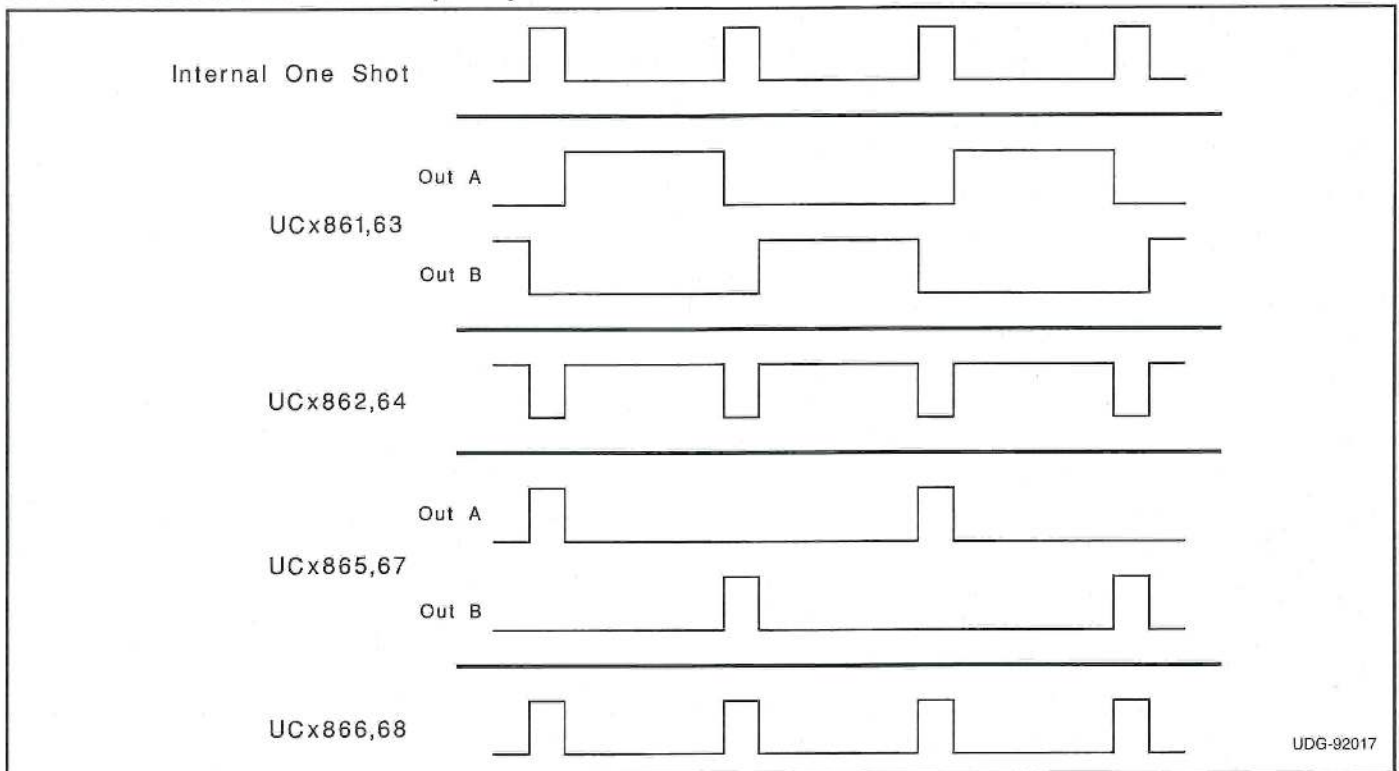 Internal One Shot
Out A
UCx861,63
Out B
UCx862,64
Out A
UCx865,67
Out B
UCx866,68
UDG-92017